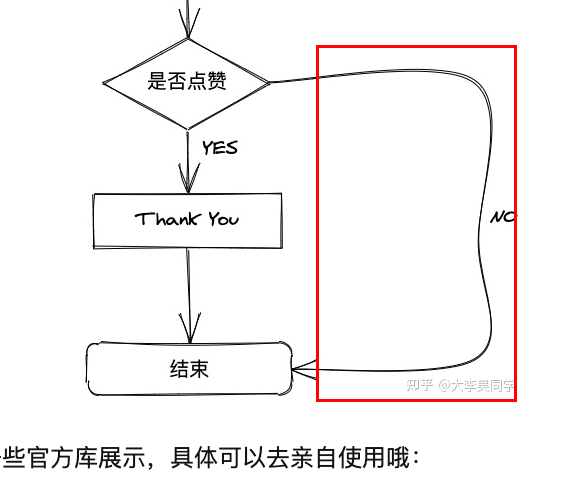 是否点赞
YES
Thank You
NO
结束
知乎 @大李昊同学
些官方库展示，具体可以去亲自使用哦：